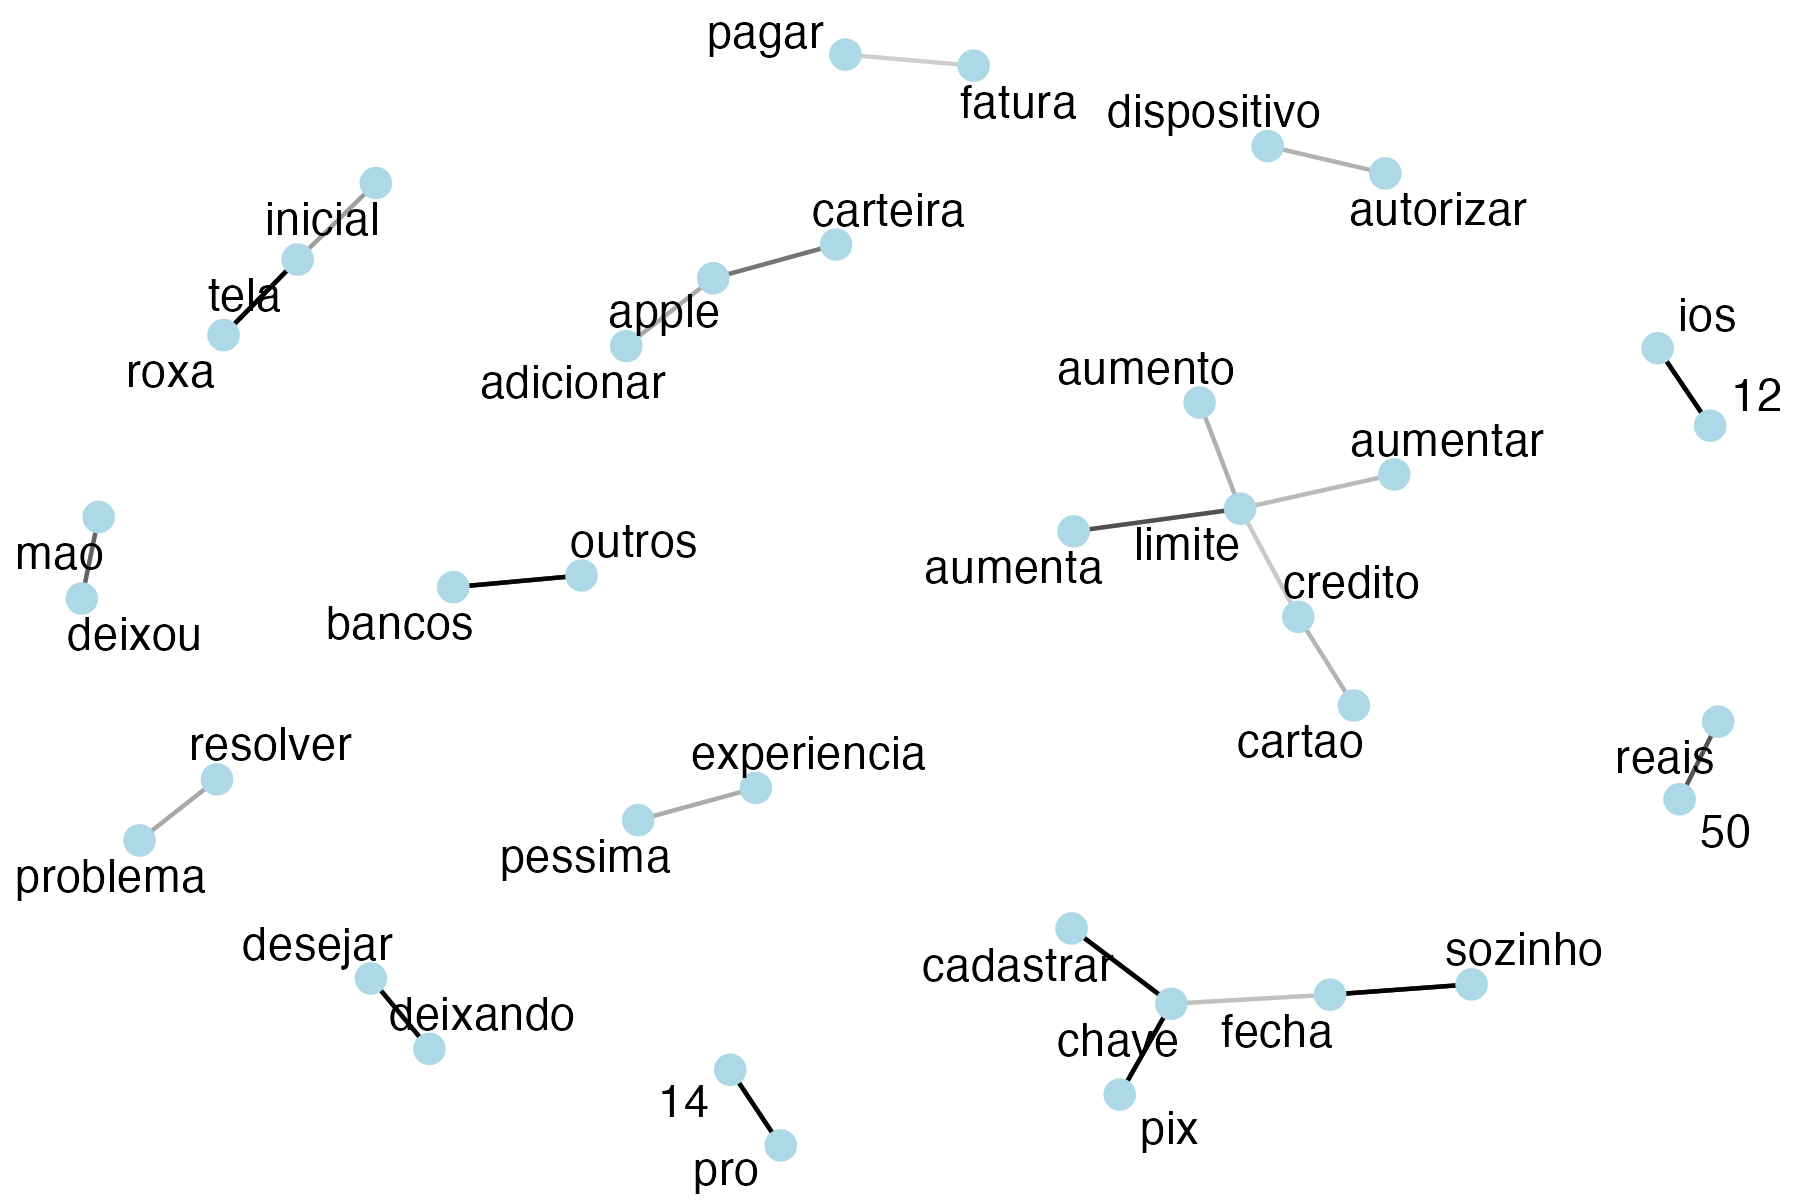 pagar
fatura
dispositivo
autorizar
inicial
carteira
tela
apple
ios
roxa
adicionar
aumento
12
aumentar
mao
outros
limite
aumenta
credito
deixou
bancos
resolver
experiencia
cartao
reais
problema
pessima
50
desejar
cadastrar
sozinho
deixando
chave
fecha
14
pix
pro